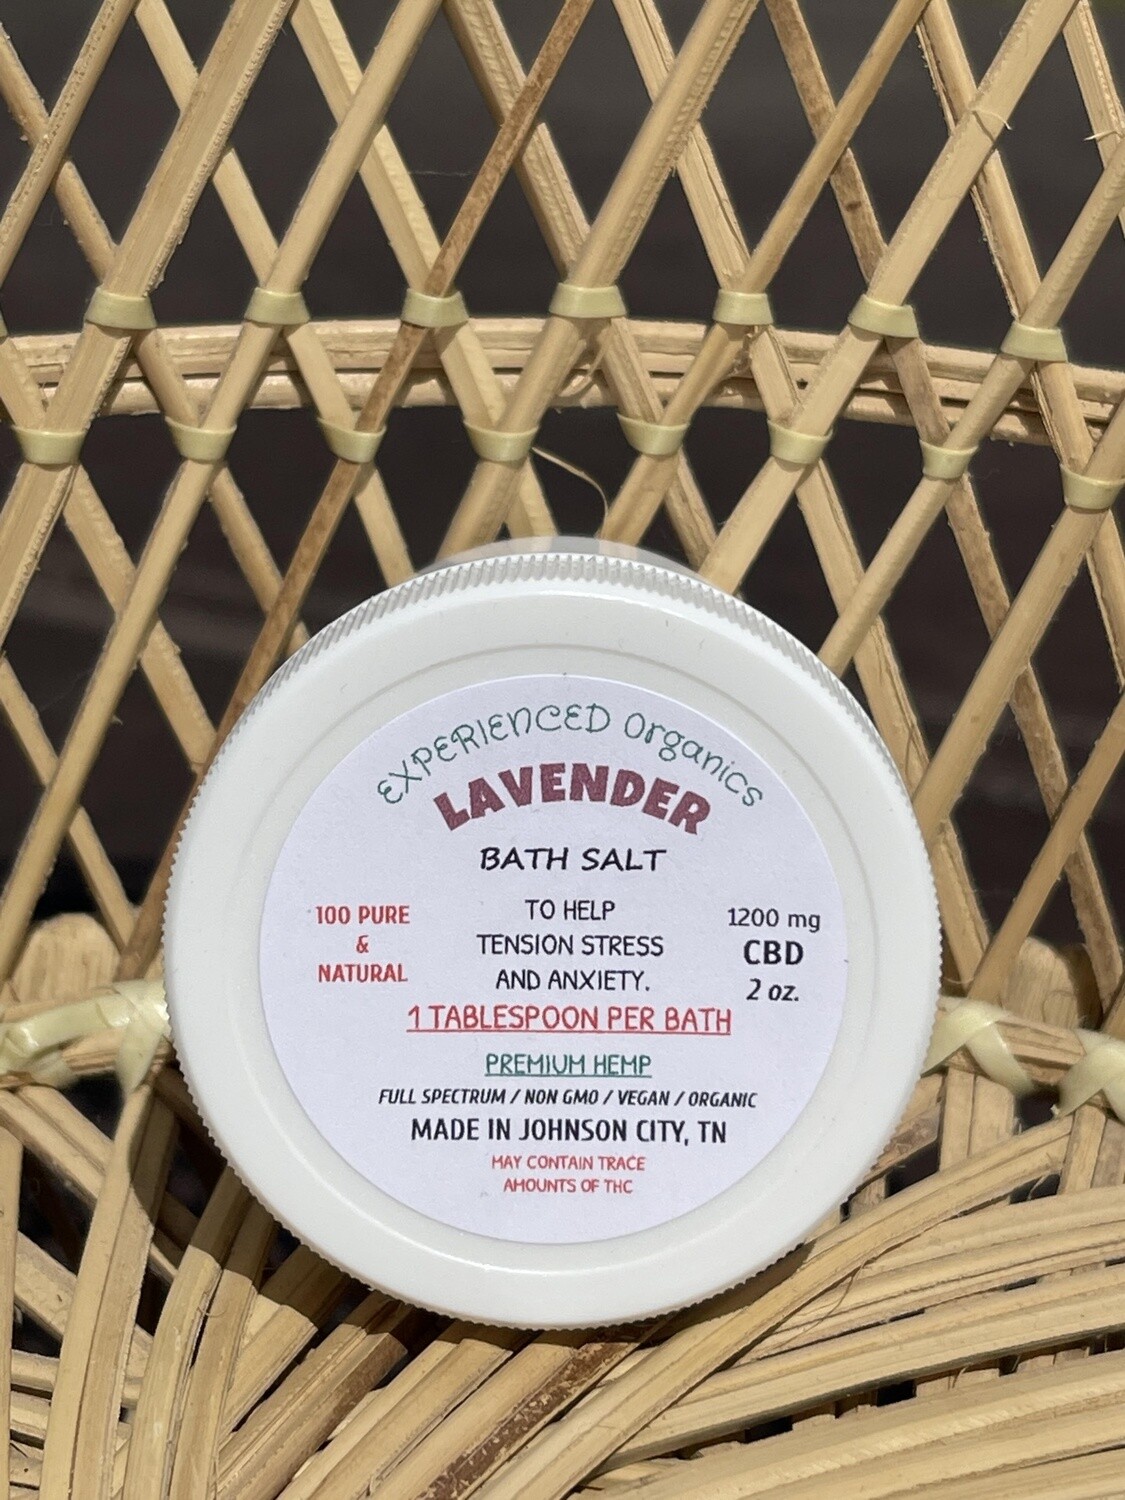 EXPERIENCED Organics
LAVENDER
BATH SALT
100 PURE
&
NATURAL
TO HELP
TENSION STRESS
AND ANXIETY.
1200 mg
CBD
2 oz.
1 TABLESPOON PER BATH
PREMIUM HEMP
FULL SPECTRUM / NON GMO / VEGAN / ORGANIC
MADE IN JOHNSON CITY, TN
MAY CONTAIN TRACE
AMOUNTS OF THC